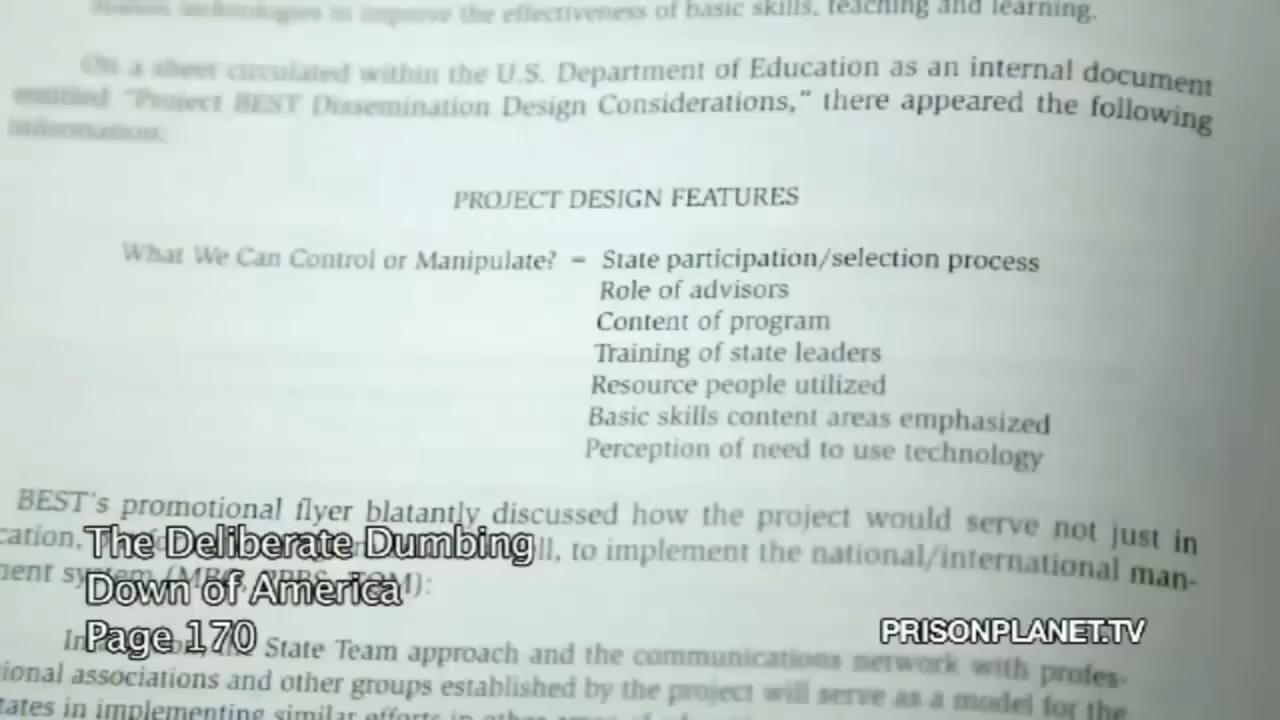 technologies to improve the effectiveness of basic skills, teaching and learning.
On a sheet circulated within the U.S. Department of Education as an internal document
entitled "Project BEST Dissemination Design Considerations," there appeared the following
information:
PROJECT DESIGN FEATURES
What We Can Control or Manipulate? – State participation/selection process
Role of advisors
Content of program
Training of state leaders
Resource people utilized
Basic skills content areas emphasized
Perception of need to use technology
BEST's promotional flyer blatantly discussed how the project would serve not just in
cation, to implement the national/international man-
ment system
The Deliberate Dumbing
Down of America
Page 170
PRISONPLANET.TV
State Team approach and the communications network with profes-
ional associations and other groups established by the project will serve as a model for the
tates in implementing similar efforts in other